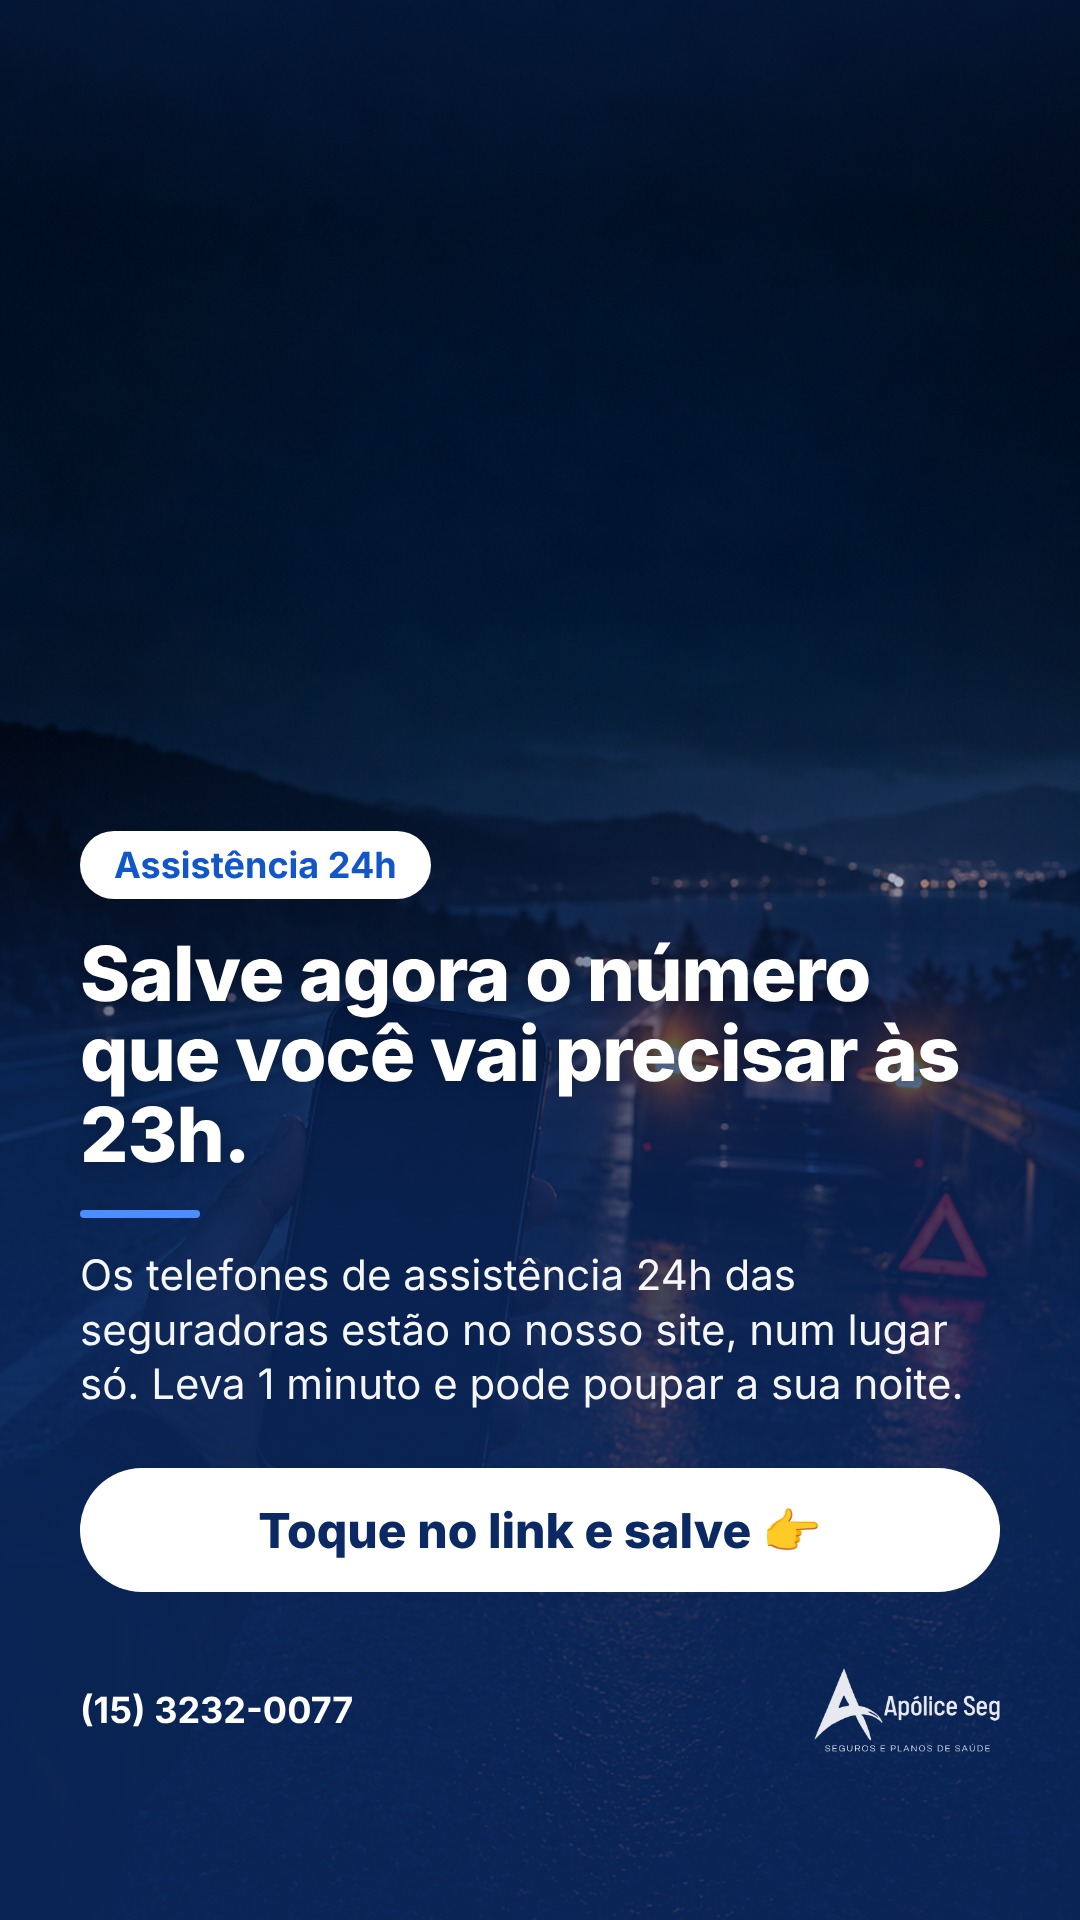 Assistência 24h
Salve agora o número
que você vai precisar às
23h.
Os telefones de assistência 24h das
seguradoras estão no nosso site, num lugar
só. Leva 1 minuto e pode poupar a sua noite.
Toque no link e salve 👉
(15) 3232-0077
Apólice Seg
SEGUROS E PLANOS DE SAÚDE